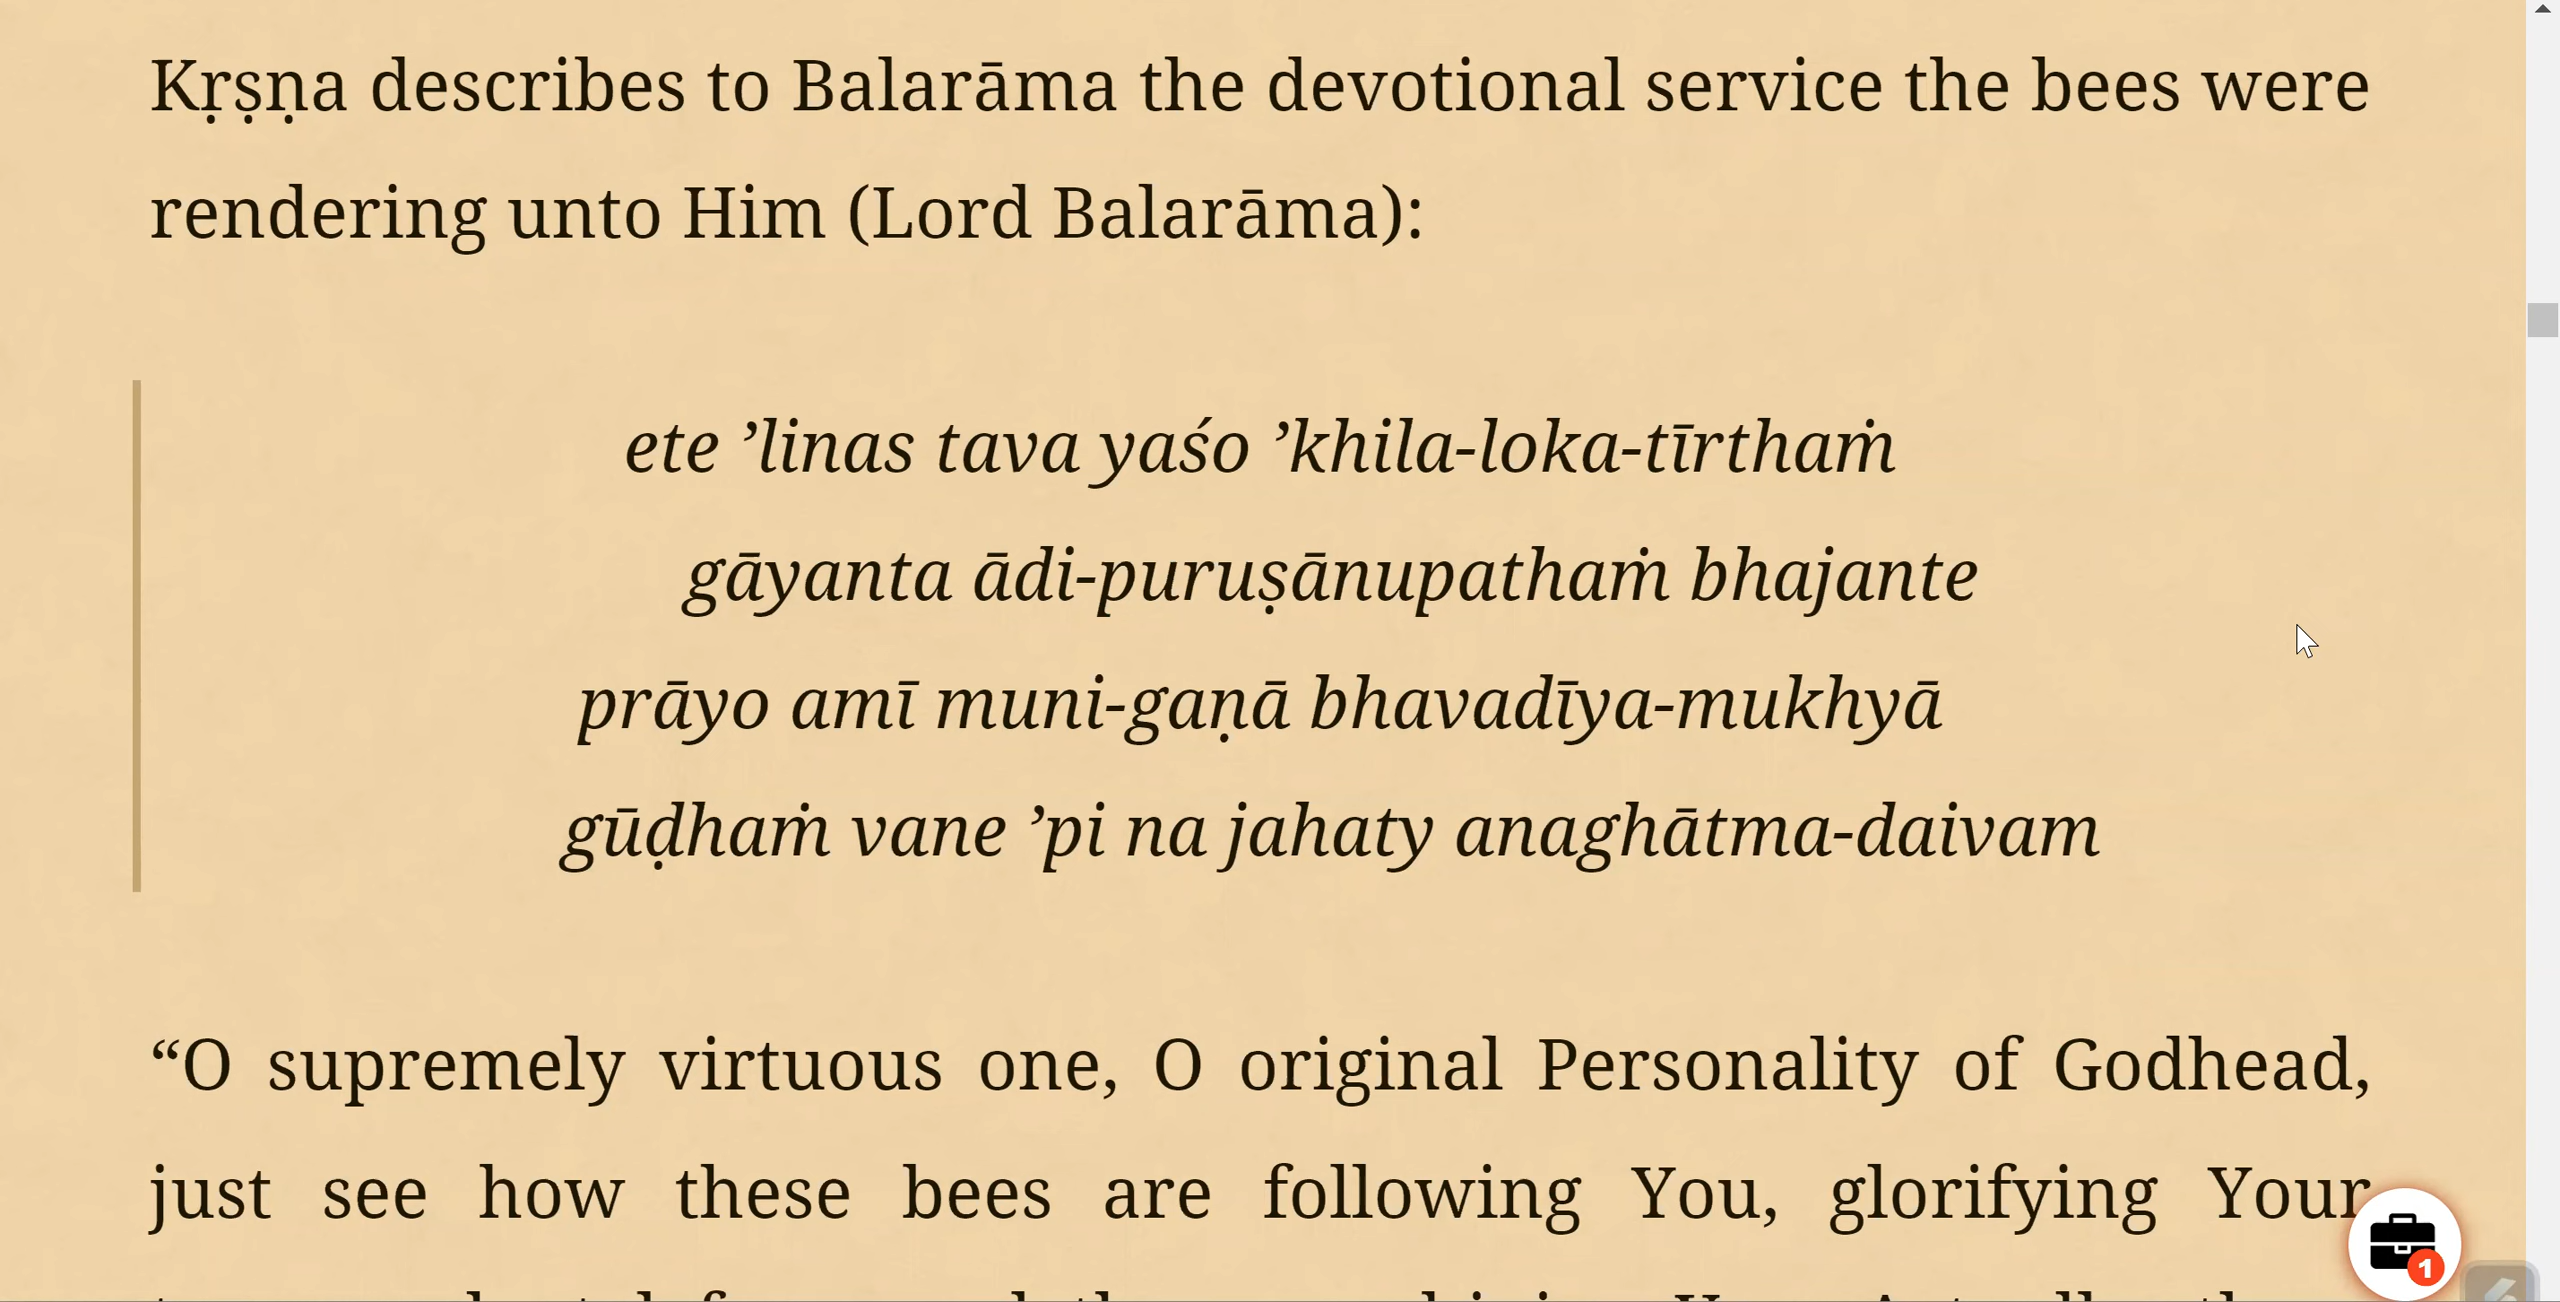 Kṛṣṇa describes to Balarāma the devotional service the bees were
rendering unto Him (Lord Balarāma):
ete ’linas tava yaśo ’khila-loka-tīrthaṁ
gāyanta ādi-puruṣānupathaṁ bhajante
prāyo amī muni-gaṇā bhavadīya-mukhyā
gūḍhaṁ vane ’pi na jahaty anaghātma-daivam
“O supremely virtuous one, O original Personality of Godhead,
just see how these bees are following You, glorifying Your
1